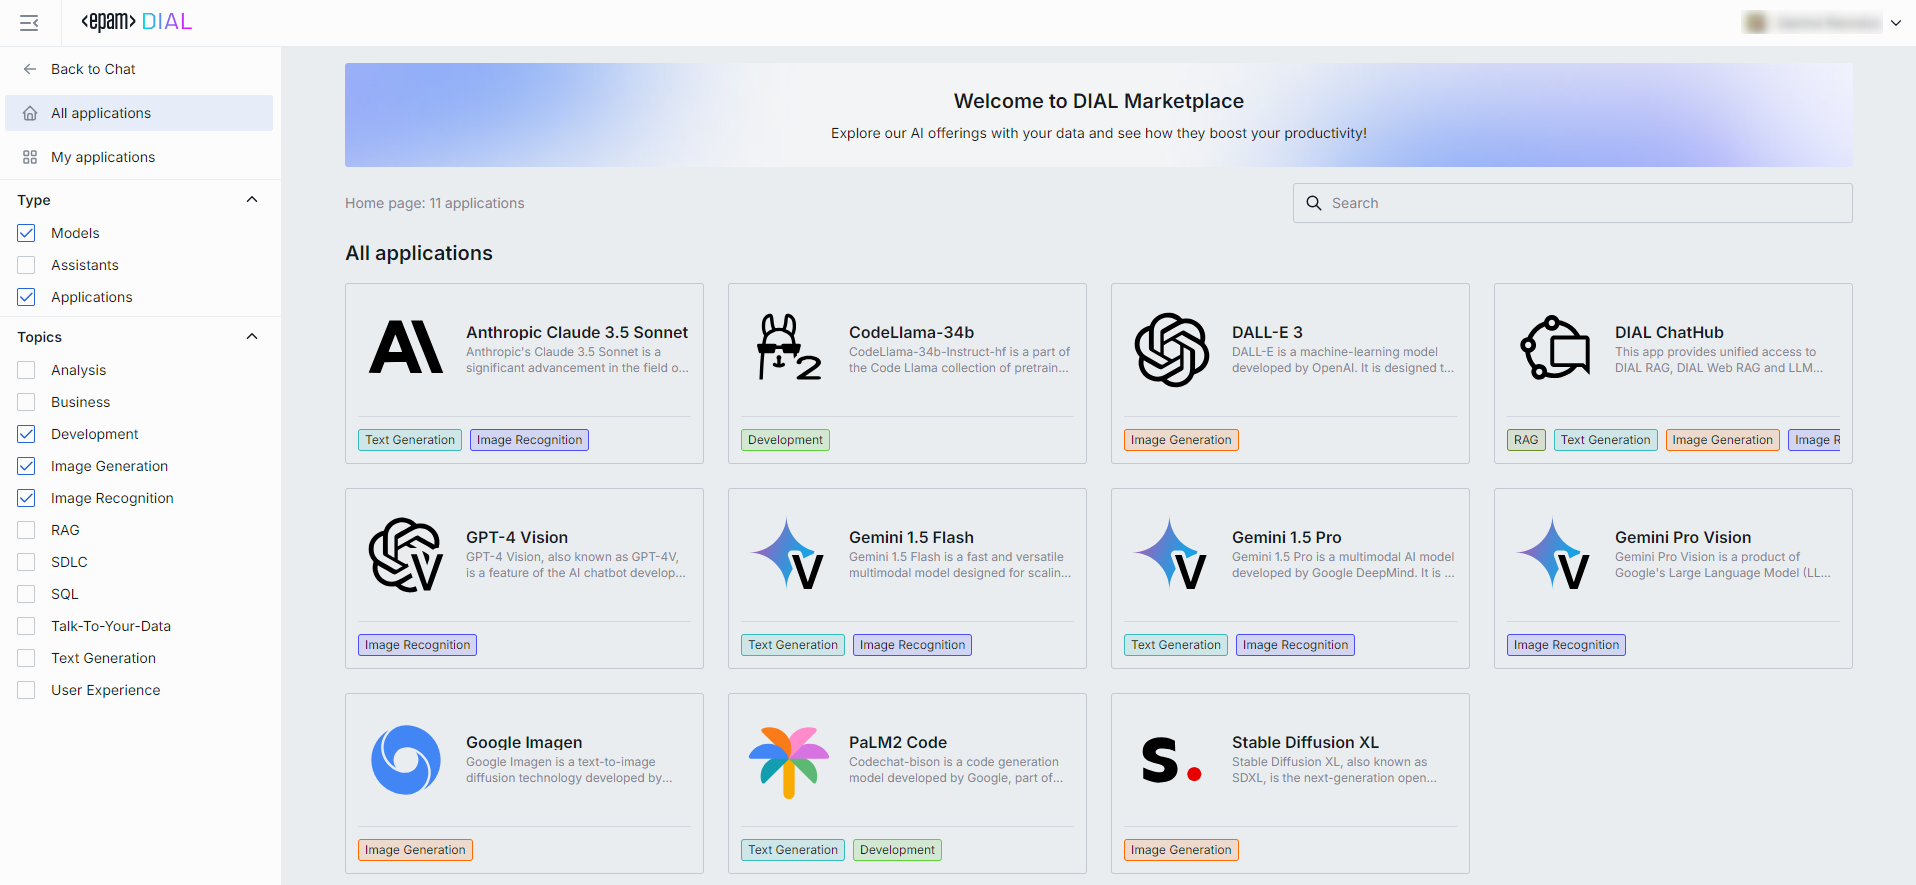 <epam> DIAL
Back to Chat
All applications
My applications
Type
Models
Assistants
Applications
Topics
Analysis
Business
Development
Image Generation
Image Recognition
RAG
SDLC
SQL
Talk-To-Your-Data
Text Generation
User Experience
Welcome to DIAL Marketplace
Explore our AI offerings with your data and see how they boost your productivity!
Home page: 11 applications
Search
All applications
Anthropic Claude 3.5 Sonnet
Anthropic's Claude 3.5 Sonnet is a
significant advancement in the field o...
Text Generation
Image Recognition
2
CodeLlama-34b
CodeLlama-34b-Instruct-hf is a part of
the Code Llama collection of pretrain...
Development
DALL-E 3
DALL-E is a machine-learning model
developed by OpenAI. It is designed t...
Image Generation
DIAL ChatHub
This app provides unified access to
DIAL RAG, DIAL Web RAG and LLM...
RAG
Text Generation
Image Generation
Image R
V
GPT-4 Vision
GPT-4 Vision, also known as GPT-4V,
is a feature of the AI chatbot develop...
Image Recognition
V
Gemini 1.5 Flash
Gemini 1.5 Flash is a fast and versatile
multimodal model designed for scalin...
Text Generation
Image Recognition
V
Gemini 1.5 Pro
Gemini 1.5 Pro is a multimodal AI model
developed by Google DeepMind. It is ...
Text Generation
Image Recognition
V
Gemini Pro Vision
Gemini Pro Vision is a product of
Google's Large Language Model (LL...
Image Recognition
Google Imagen
Google Imagen is a text-to-image
diffusion technology developed by...
Image Generation
PaLM2 Code
Codechat-bison is a code generation
model developed by Google, part of...
Text Generation
Development
s.
Stable Diffusion XL
Stable Diffusion XL, also known as
SDXL, is the next-generation open...
Image Generation